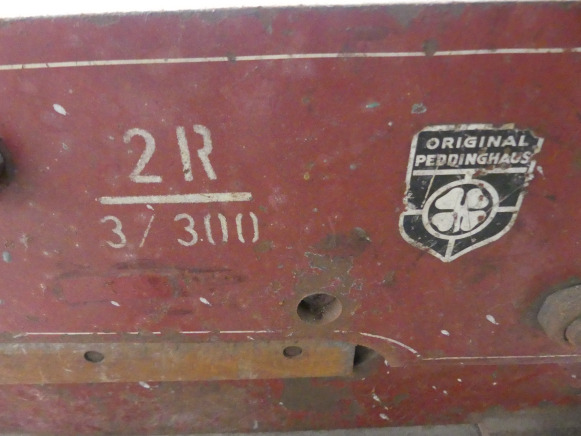 2R
3/300
ORIGINAL
PEDDINGHAUS